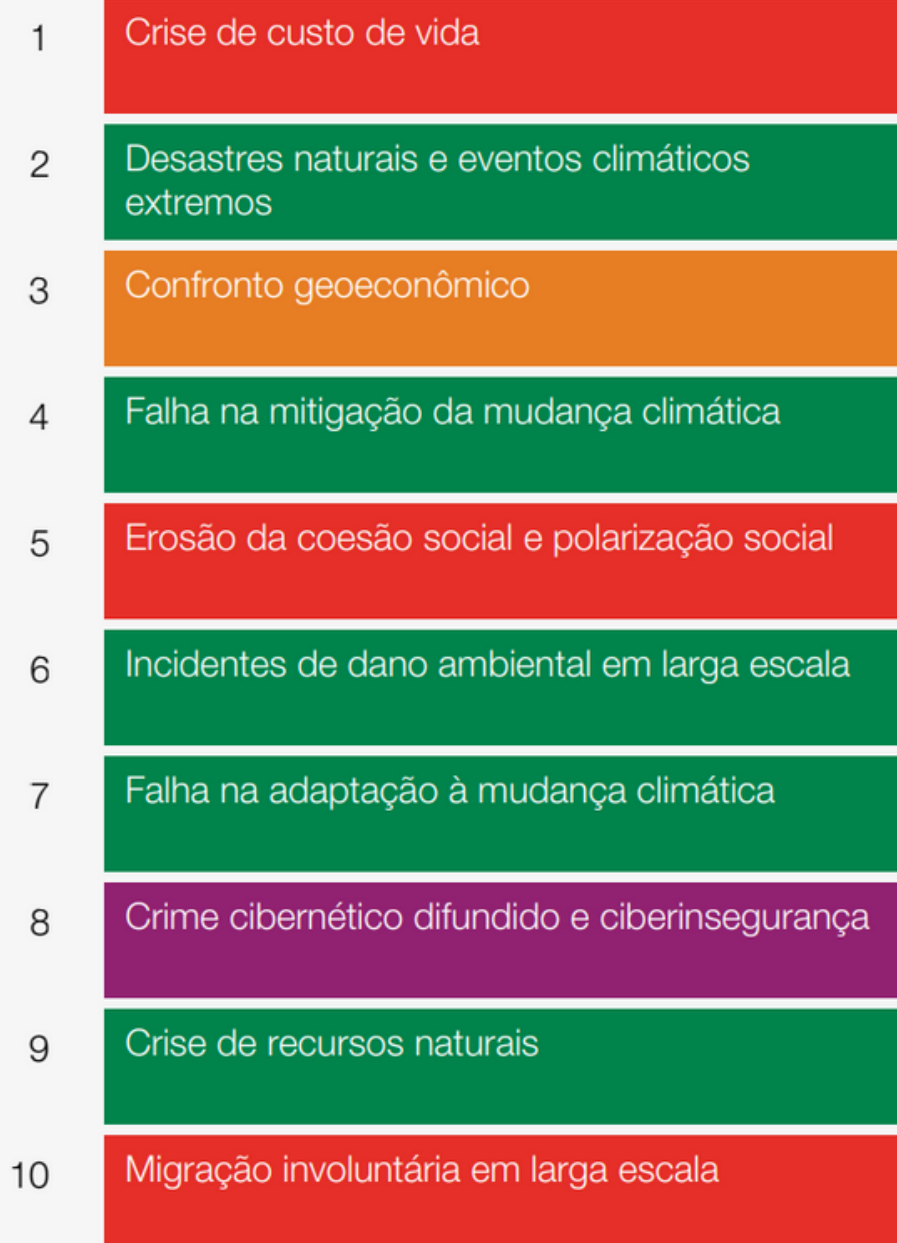 1 Crise de custo de vida
2 Desastres naturais e eventos climáticos
extremos
3 Confronto geoeconômico
4 Falha na mitigação da mudança climática
5 Erosão da coesão social e polarização social
6 Incidentes de dano ambiental em larga escala
7 Falha na adaptação à mudança climática
8 Crime cibernético difundido e ciberinsegurança
9 Crise de recursos naturais
10 Migração involuntária em larga escala